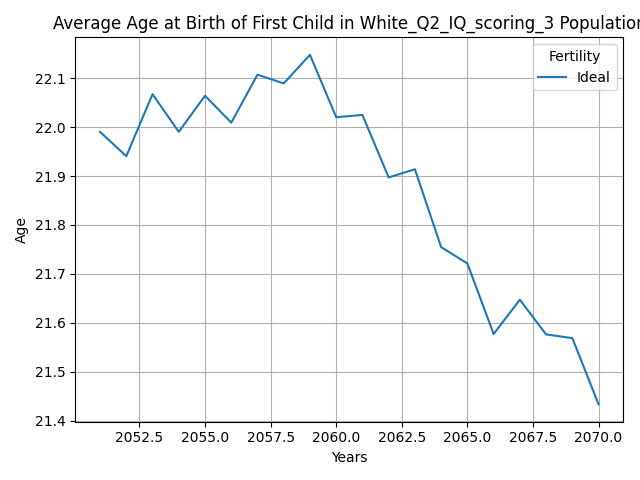 Average Age at Birth of First Child in White_Q2_IQ_scoring_3 Population
Fertility
Ideal
22.1
22.0
21.9
21.8
21.7
21.6
21.5
21.4
Age
2052.5 2055.0 2057.5 2060.0 2062.5 2065.0 2067.5 2070.0
Years